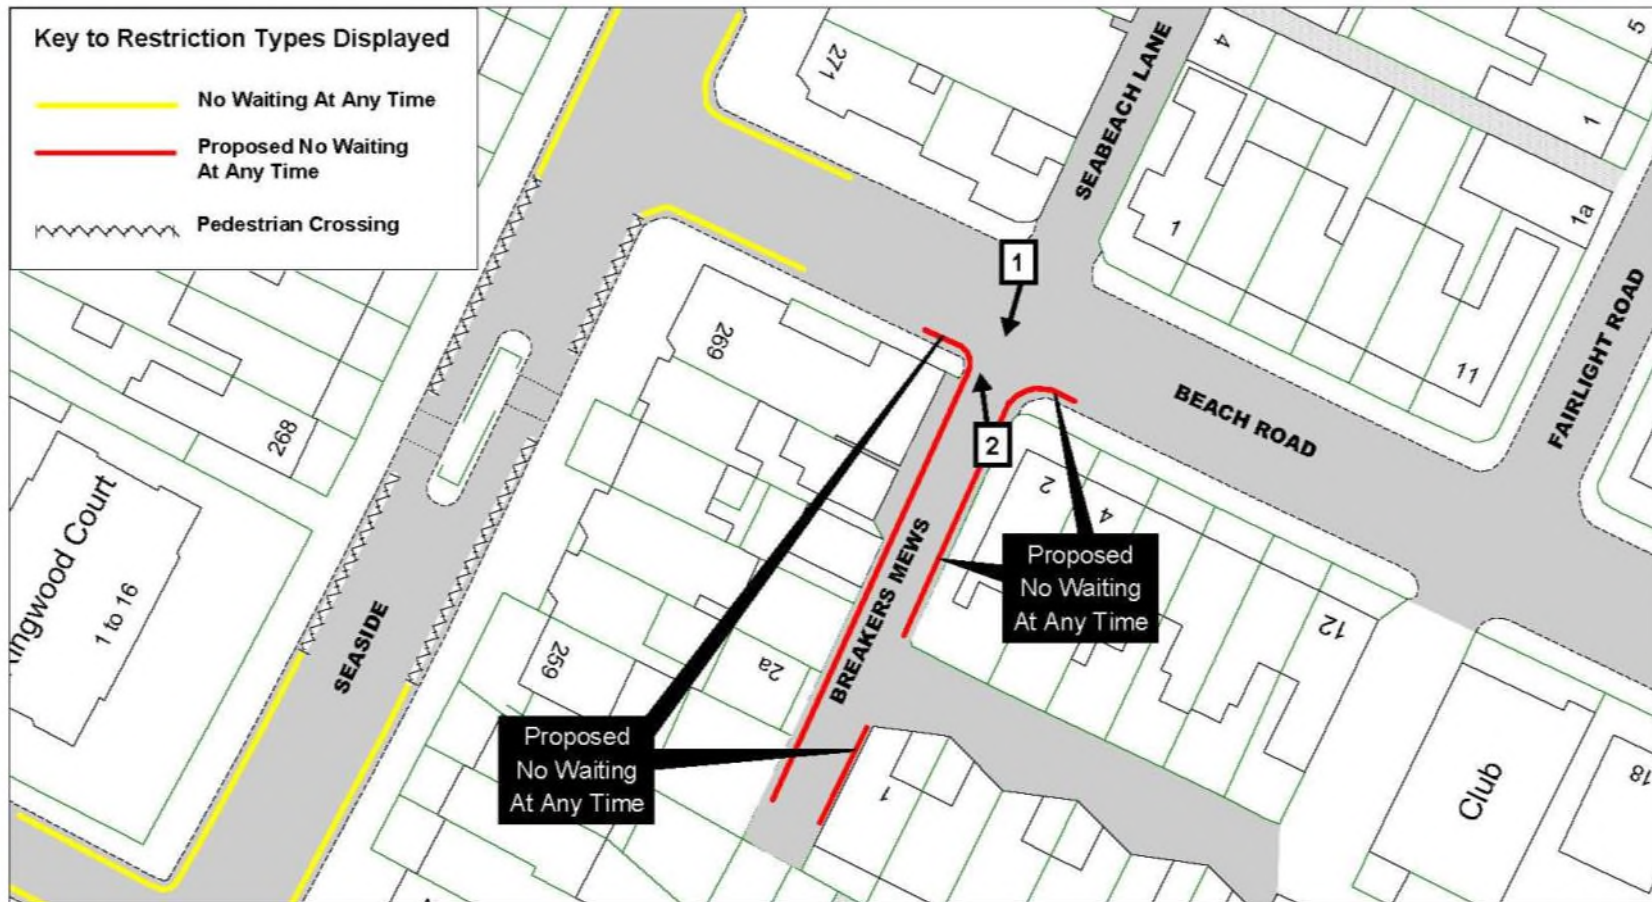 Key to Restriction Types Displayed
No Waiting At Any Time
Proposed No Waiting
At Any Time
Pedestrian Crossing
271
SEABEACH LANE
4
5
1
1a
1
11
FAIRLIGHT ROAD
1
269
268
BEACH ROAD
2
2
4
Proposed
No Waiting
At Any Time
12
ingwood Court
1 to 16
SEASIDE
259
2a
BREAKERS MEWS
Proposed
No Waiting
At Any Time
1
Club
18